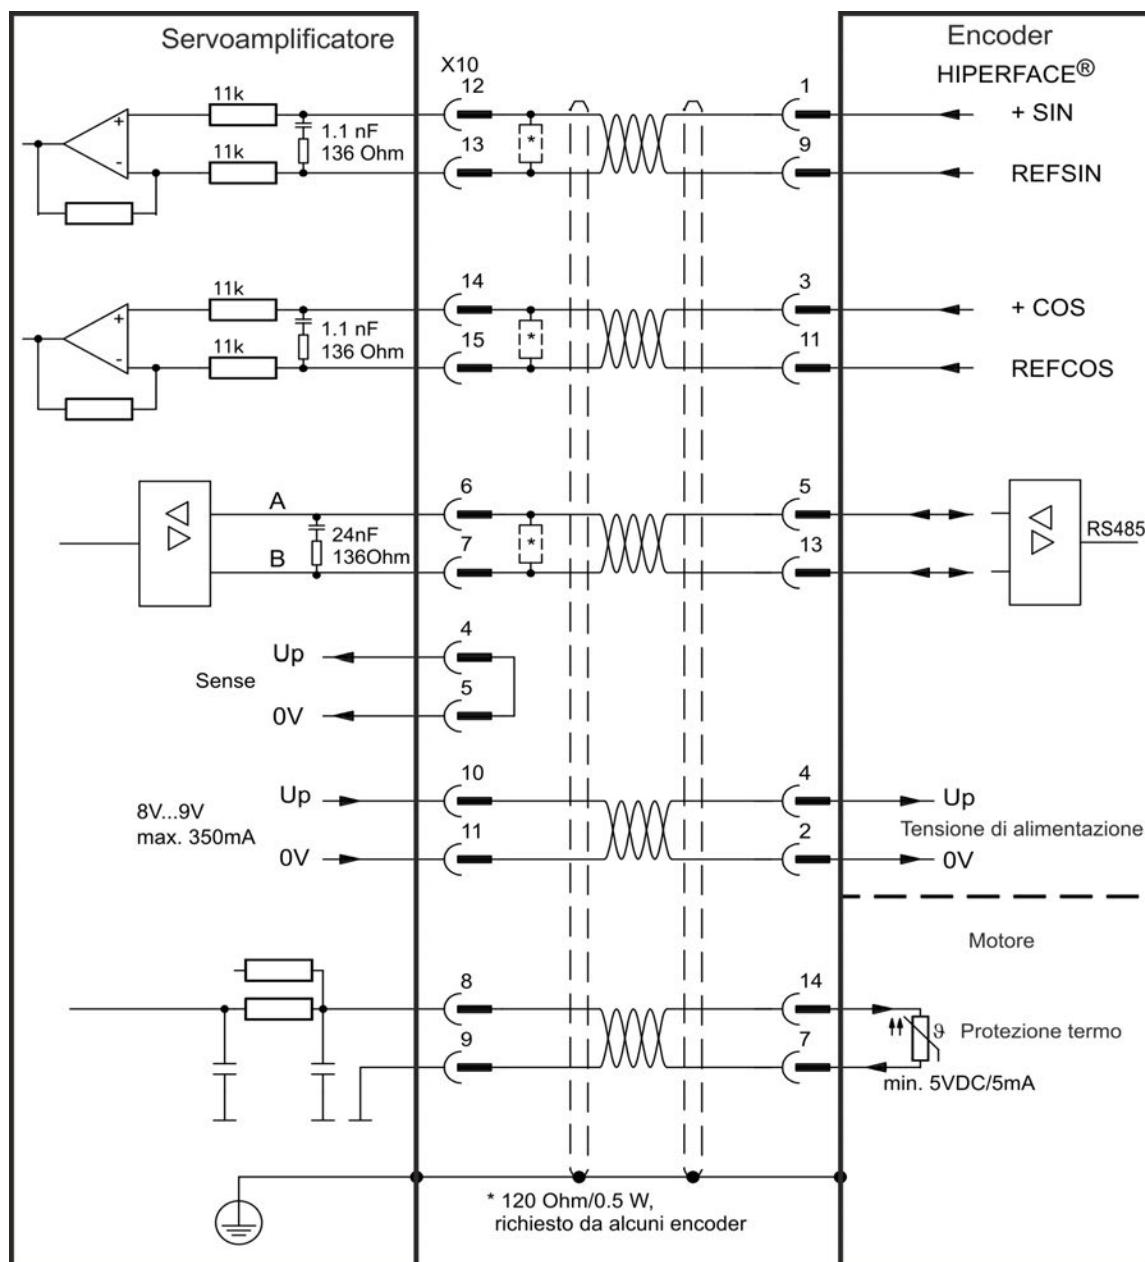 Servoamplificatore
Encoder
HIPERFACE®
X10
11k
12
1
+ SIN
+
1.1 nF
136 Ohm
*
-
11k
13
9
REFSIN
11k
14
3
+ COS
+
1.1 nF
136 Ohm
*
-
11k
15
11
REFCOS
A
6
5
24nF
136Ohm
*
RS485
B
7
13
Up
4
Sense
0V
5
8V...9V
max. 350mA
Up
10
4
Up
Tensione di alimentazione
0V
11
2
0V
Motore
8
14
ϑ
Protezione termo
9
7
min. 5VDC/5mA
* 120 Ohm/0.5 W,
richiesto da alcuni encoder